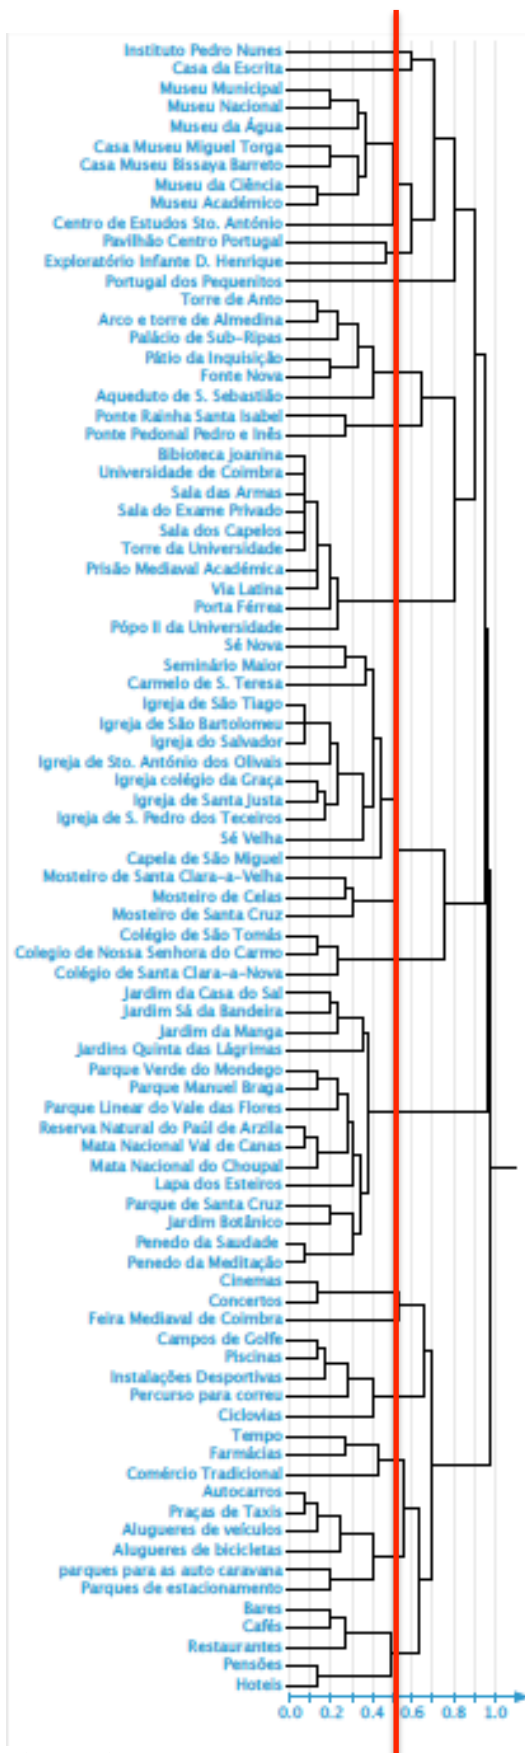 Instituto Pedro Nunes
Casa da Escrita
Museu Municipal
Museu Nacional
Museu da Água
Casa Museu Miguel Torga
Casa Museu Bissaya Barreto
Museu da Ciência
Museu Académico
Centro de Estudos Sto. António
Pavilhão Centro Portugal
Exploratório Infante D. Henrique
Portugal dos Pequenitos
Torre de Anto
Arco e torre de Almedina
Palácio de Sub-Ripas
Pátio da Inquisição
Fonte Nova
Aqueduto de S. Sebastião
Ponte Rainha Santa Isabel
Ponte Pedonal Pedro e Inês
Bibioteca joanina
Universidade de Coimbra
Sala das Armas
Sala do Exame Privado
Sala dos Capelos
Torre da Universidade
Prisão Mediaval Académica
Via Latina
Porta Férrea
Pópo II da Universidade
Sé Nova
Seminário Maior
Carmelo de S. Teresa
Igreja de São Tiago
Igreja de São Bartolomeu
Igreja do Salvador
Igreja de Sto. António dos Olivais
Igreja colégio da Graça
Igreja de Santa Justa
Igreja de S. Pedro dos Teceiros
Sé Velha
Capela de São Miguel
Mosteiro de Santa Clara-a-Velha
Mosteiro de Celas
Mosteiro de Santa Cruz
Colégio de São Tomás
Colegio de Nossa Senhora do Carmo
Colégio de Santa Clara-a-Nova
Jardim da Casa do Sal
Jardim Sá da Bandeira
Jardim da Manga
Jardins Quinta das Lágrimas
Parque Verde do Mondego
Parque Manuel Braga
Parque Linear do Vale das Flores
Reserva Natural do Paúl de Arzila
Mata Nacional Val de Canas
Mata Nacional do Choupal
Lapa dos Esteiros
Parque de Santa Cruz
Jardim Botânico
Penedo da Saudade
Penedo da Meditação
Cinemas
Concertos
Feira Mediaval de Coimbra
Campos de Golfe
Piscinas
Instalações Desportivas
Percurso para correu
Ciclovias
Tempo
Farmácias
Comércio Tradicional
Autocarros
Praças de Taxis
Alugueres de veículos
Alugueres de bicicletas
parques para as auto caravana
Parques de estacionamento
Bares
Cafés
Restaurantes
Pensões
Hoteis
0.0 0.2 0.4 0.6 0.8 1.0